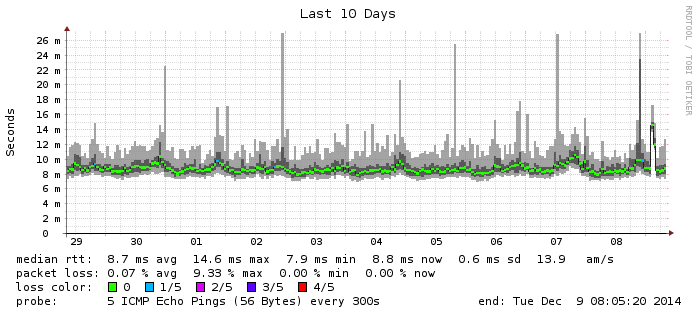 Last 10 Days
RRDTOOL / TOBI OETIKER
Seconds
26 m
24 m
22 m
20 m
18 m
16 m
14 m
12 m
10 m
8 m
6 m
4 m
2 m
0
29 30 01 02 03 04 05 06 07 08
median rtt: 8.7 ms avg 14.6 ms max 7.9 ms min 8.8 ms now 0.6 ms sd 13.9 am/s
packet loss: 0.07 % avg 9.33 % max 0.00 % min 0.00 % now
loss color: 0 1/5 2/5 3/5 4/5
probe: 5 ICMP Echo Pings (56 Bytes) every 300s end: Tue Dec 9 08:05:20 2014